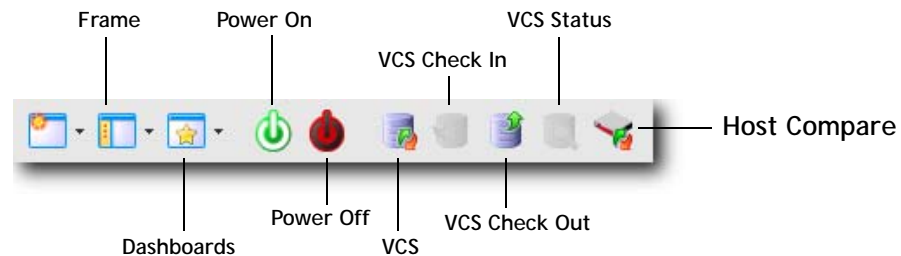 Frame
Power On
VCS Status
VCS Check In
Host Compare
Power Off
VCS Check Out
Dashboards
VCS